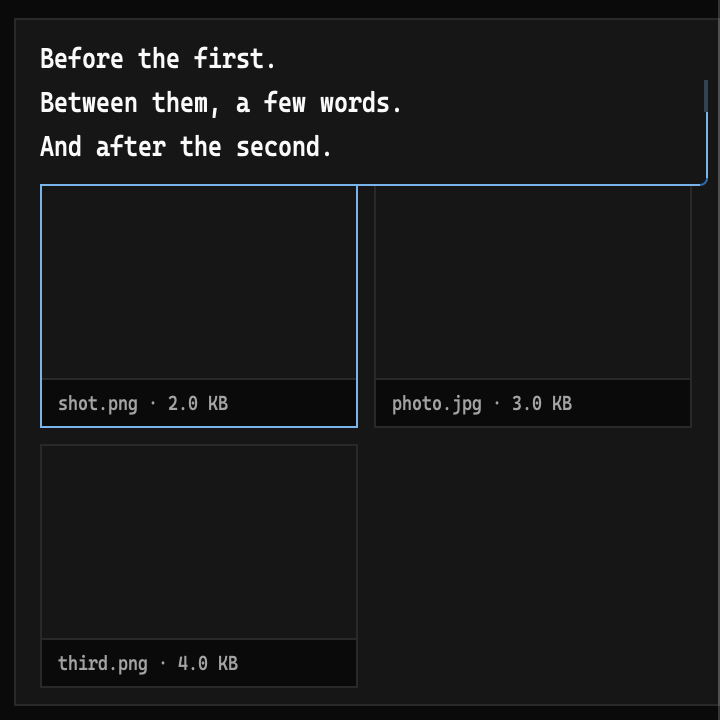 Before the first.
Between them, a few words.
And after the second.
shot.png · 2.0 KB
photo.jpg · 3.0 KB
third.png · 4.0 KB